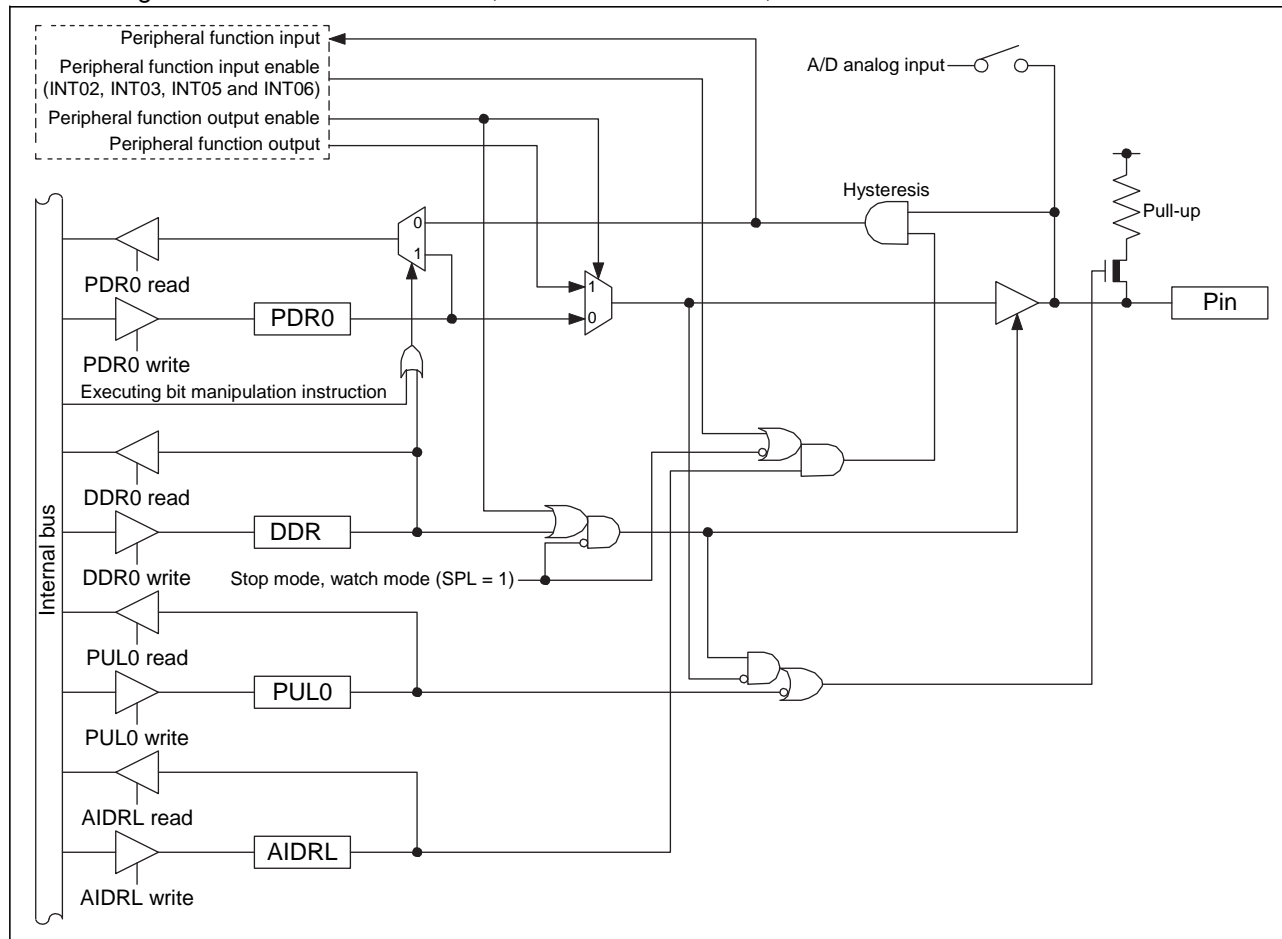 Peripheral function input
Peripheral function input enable
(INT02, INT03, INT05 and INT06)
Peripheral function output enable
Peripheral function output
A/D analog input
Hysteresis
Pull-up
0
1
PDR0 read
1
0
PDR0
Pin
PDR0 write
Executing bit manipulation instruction
DDR0 read
DDR
DDR0 write
Stop mode, watch mode (SPL = 1)
Internal bus
PUL0 read
PUL0
PUL0 write
AIDRL read
AIDRL
AIDRL write